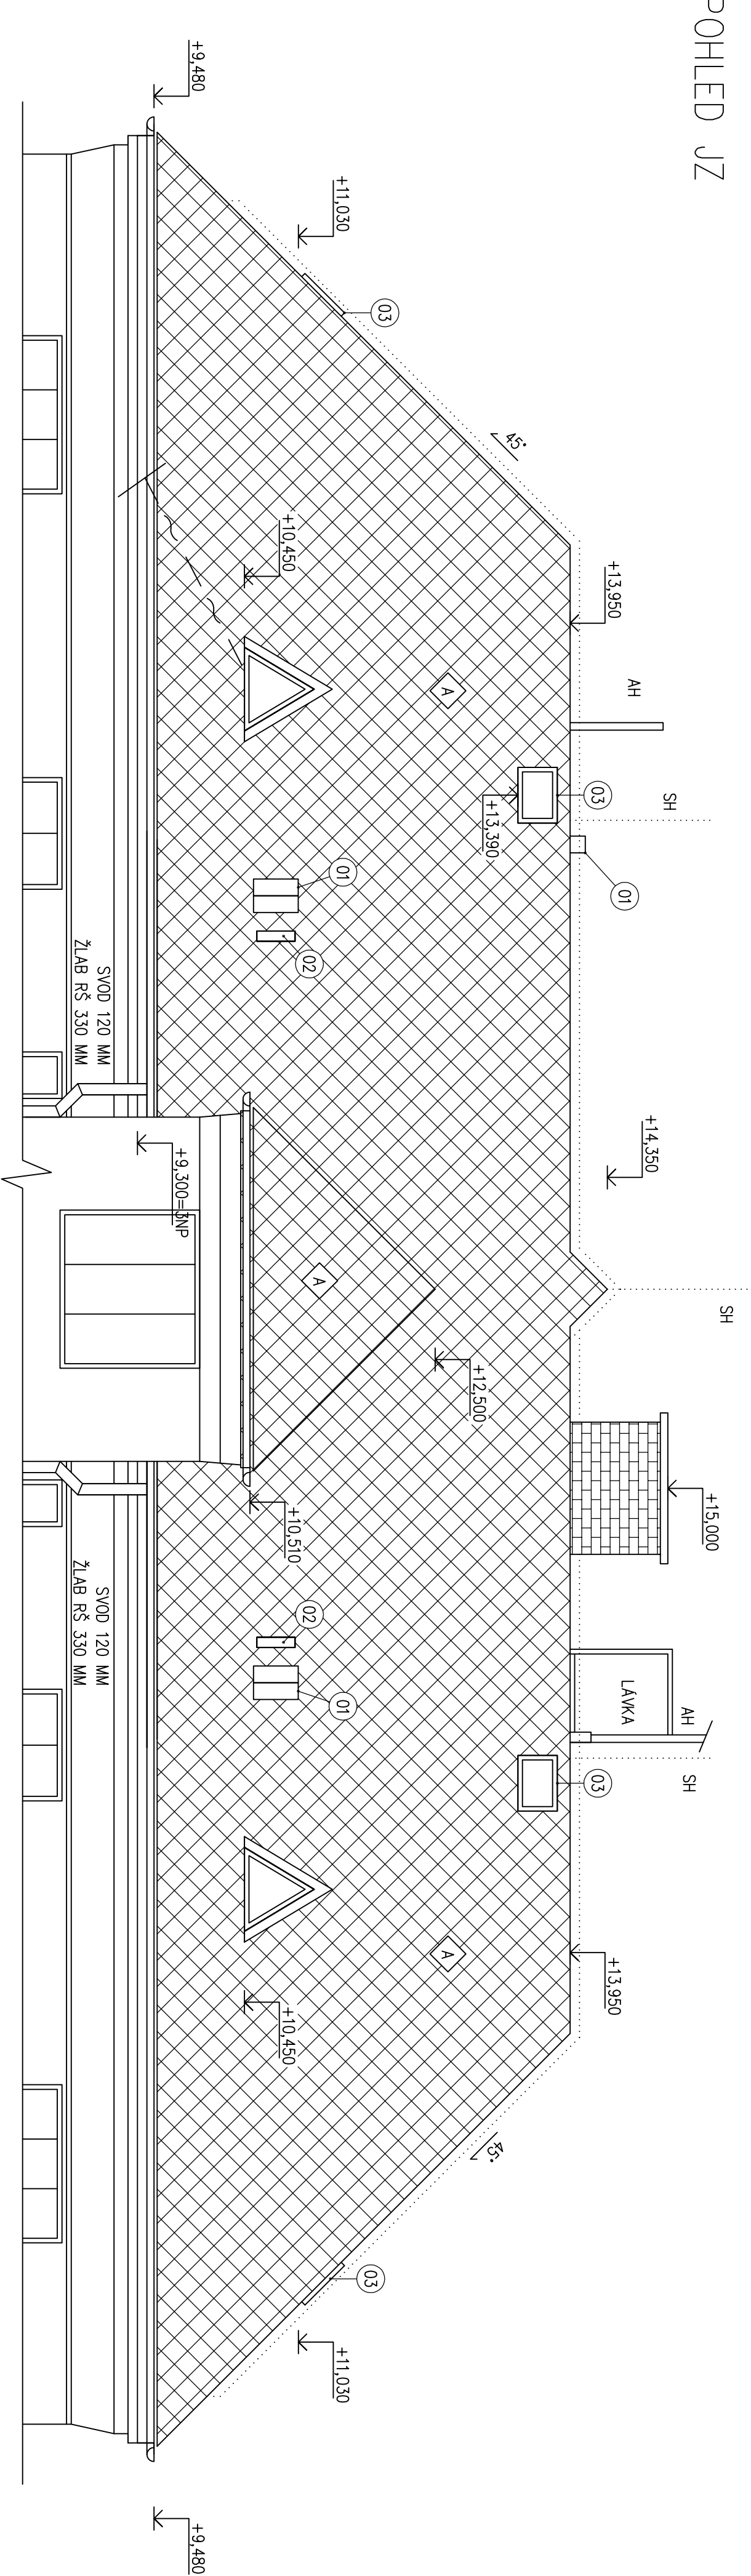 POHLED JZ
+9,480
+11,030
03
45°
+10,450
+13,950
AH
A
03
SH
+13,390
01
01
02
SVOD 120 MM
ŽLAB RŠ 330 MM
+14,350
+9,300=3NP
SH
A
+12,500
+15,000
+10,510
02
01
SVOD 120 MM
ŽLAB RŠ 330 MM
LÁVKA
AH
SH
03
A
+13,950
+10,450
45°
03
+11,030
+9,480